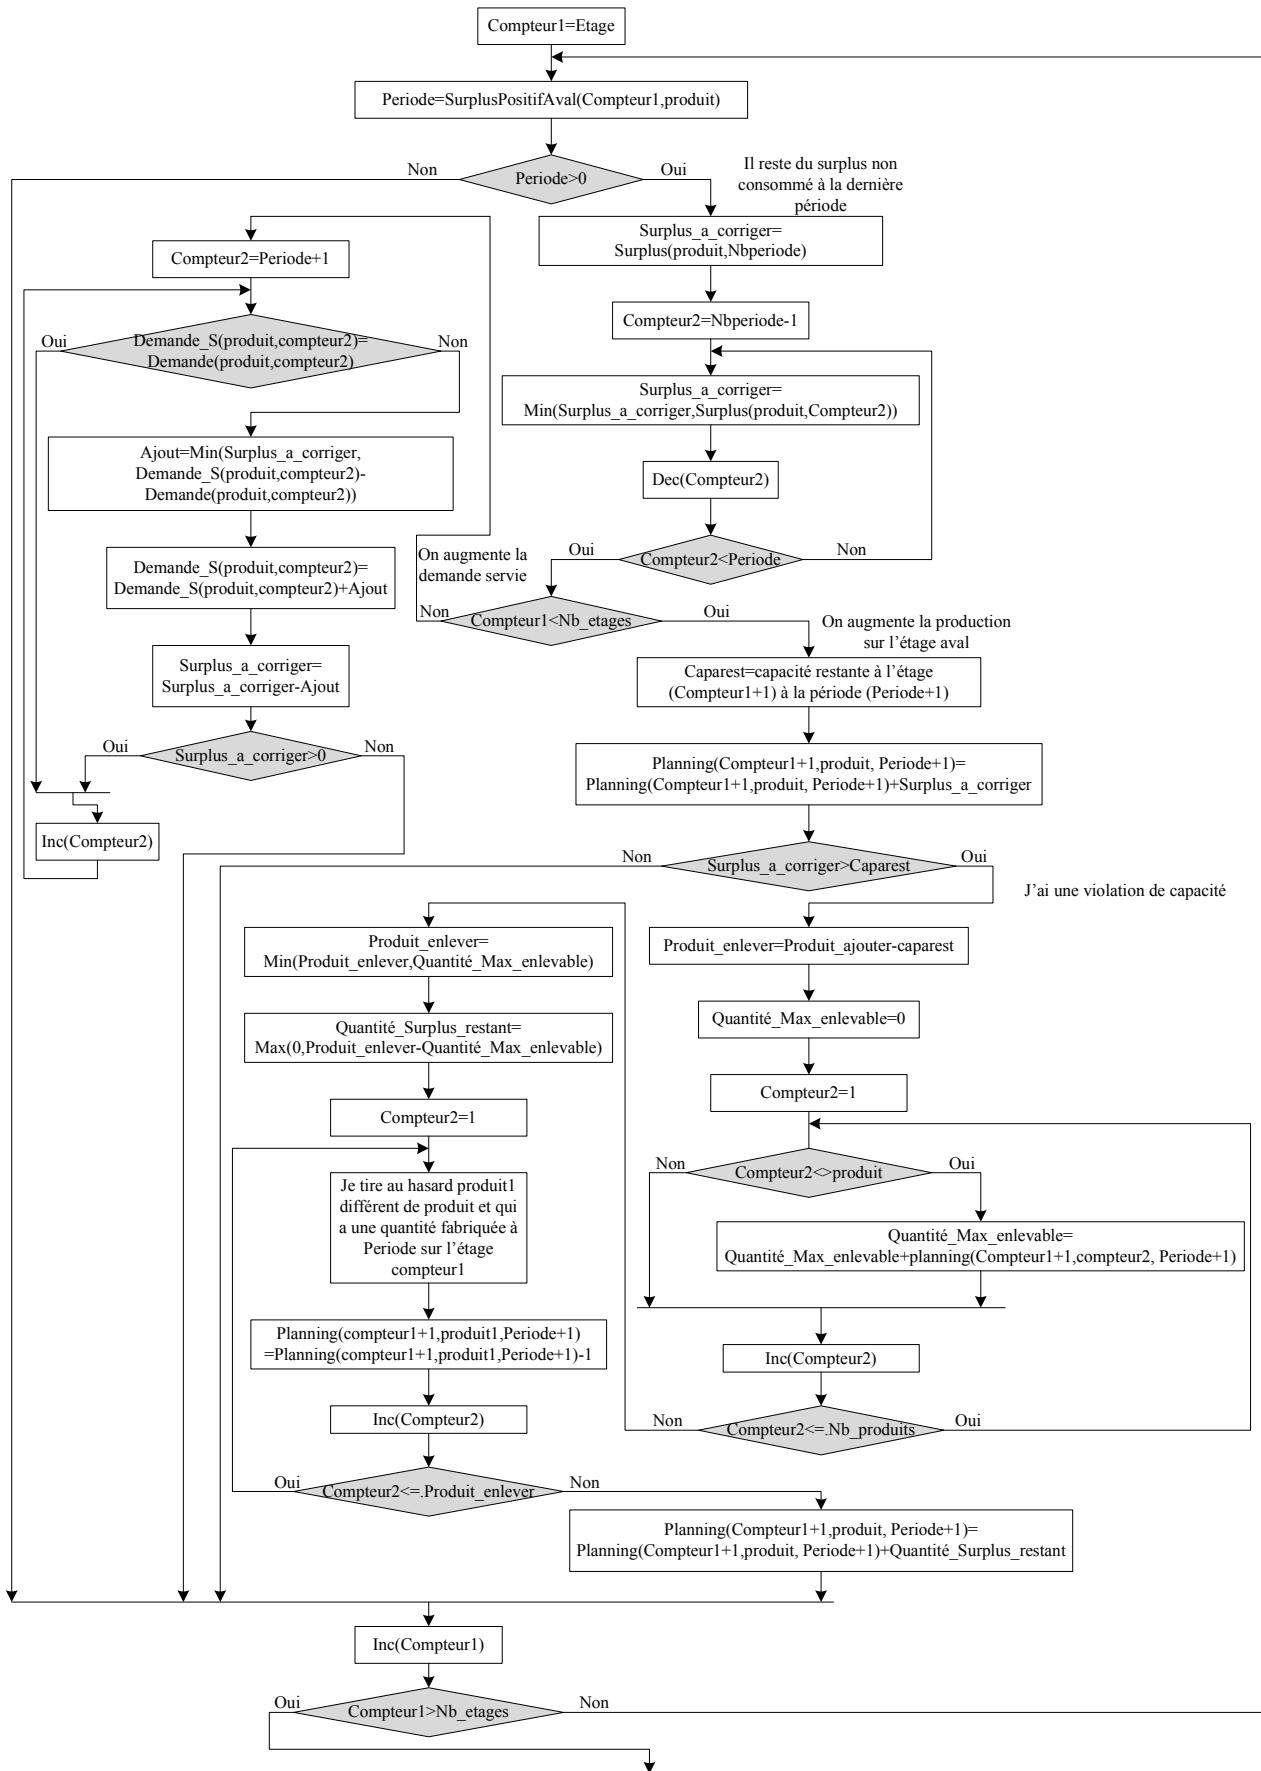 Compteur1=Etage
Periode=SurplusPositifAval(Compteur1,produit)
Non
Periode>0
Oui
Il reste du surplus non
consommé à la dernière
période
Surplus_a_corriger=
Surplus(produit,Nbperiode)
Compteur2=Periode+1
Compteur2=Nbperiode-1
Oui
Demande_S(produit,compteur2)=
Demande(produit,compteur2)
Non
Surplus_a_corriger=
Min(Surplus_a_corriger,Surplus(produit,Compteur2))
Ajout=Min(Surplus_a_corriger,
Demande_S(produit,compteur2)-
Demande(produit,compteur2))
Dec(Compteur2)
On augmente la
demande servie
Oui
Compteur2<Periode
Non
Demande_S(produit,compteur2)=
Demande_S(produit,compteur2)+Ajout
Non
Compteur1<Nb_etages
Oui
On augmente la production
sur l'étage aval
Surplus_a_corriger=
Surplus_a_corriger-Ajout
Caparest=capacité restante à l'étage
(Compteur1+1) à la période (Periode+1)
Oui
Surplus_a_corriger>0
Non
Planning(Compteur1+1,produit, Periode+1)=
Planning(Compteur1+1,produit, Periode+1)+Surplus_a_corriger
Inc(Compteur2)
Non
Surplus_a_corriger>Caparest
Oui
J'ai une violation de capacité
Produit_enlever=
Min(Produit_enlever,Quantité_Max_enlevable)
Produit_enlever=Produit_ajouter-caparest
Quantité_Surplus_restant=
Max(0,Produit_enlever-Quantité_Max_enlevable)
Quantité_Max_enlevable=0
Compteur2=1
Compteur2=1
Non
Compteur2<>produit
Oui
Je tire au hasard produit1
différent de produit et qui
a une quantité fabriquée à
Periode sur l'étage
compteur1
Quantité_Max_enlevable=
Quantité_Max_enlevable+planning(Compteur1+1,compteur2, Periode+1)
Planning(compteur1+1,produit1,Periode+1)
=Planning(compteur1+1,produit1,Periode+1)-1
Inc(Compteur2)
Inc(Compteur2)
Non
Compteur2<=.Nb_produits
Oui
Oui
Compteur2<=.Produit_enlever
Non
Planning(Compteur1+1,produit, Periode+1)=
Planning(Compteur1+1,produit, Periode+1)+Quantité_Surplus_restant
Inc(Compteur1)
Oui
Compteur1>Nb_etages
Non